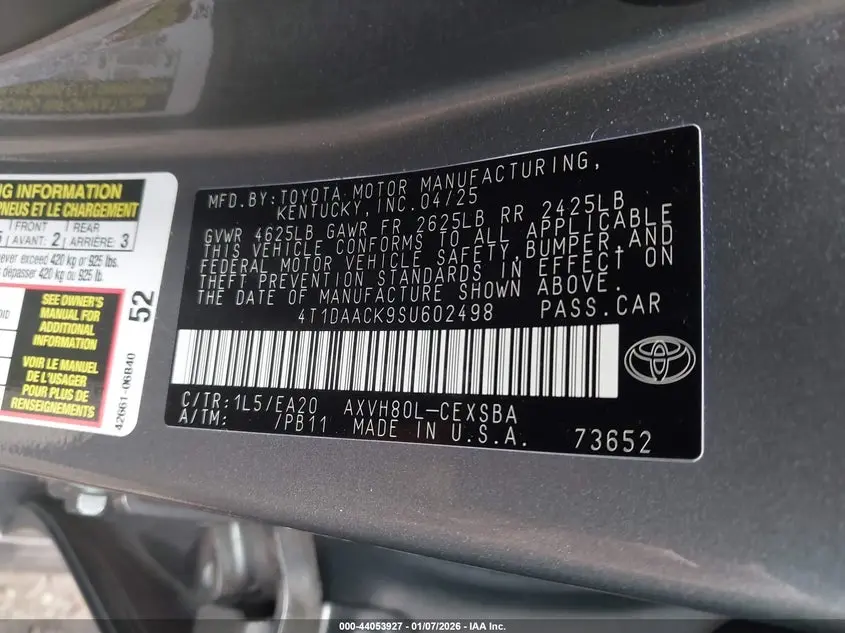 NG INFORMATION
PNEUS ET LE CHARGEMENT
FRONT
REAR
AVANT: 2
ARRIÈRE: 3
ever exceed 420 kg or 925 lbs.
dépasser 420 kg ou 925 lb.
SEE OWNER'S
MANUAL FOR
ADDITIONAL
INFORMATION
VOIR LE MANUEL
DE L'USAGER
POUR PLUS DE
RENSEIGNEMENTS
52
42661-06B40
MFD.BY:TOYOTA MOTOR MANUFACTURING,
KENTUCKY, INC.04/25
GVWR 4625LB GAWR FR 2625LB RR 2425LB
THIS VEHICLE CONFORMS TO ALL APPLICABLE
FEDERAL MOTOR VEHICLE SAFETY,BUMPER,AND
THEFT PREVENTION STANDARDS IN EFFECT ON
THE DATE OF MANUFACTURE SHOWN ABOVE.
4T1DAACK9SU602498 PASS.CAR
C/TR:1L5/EA20 AXVH80L-CEXSBA
A/TM: /PB11 MADE IN U.S.A. 73652
000-44053927 - 01/07/2026 - IAA Inc.